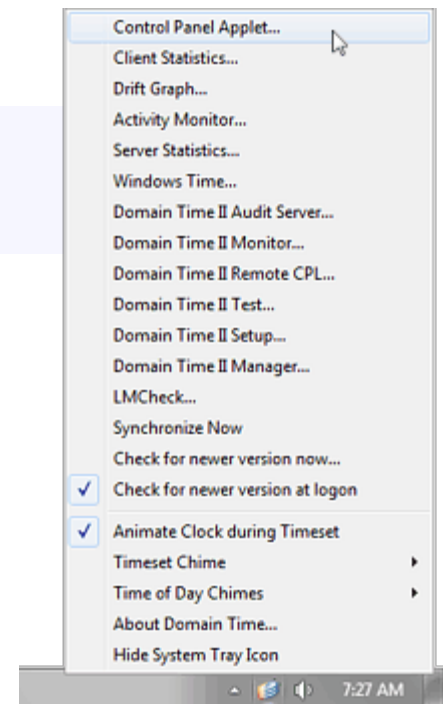 Control Panel Applet...
Client Statistics...
Drift Graph...
Activity Monitor...
Server Statistics...
Windows Time...
Domain Time II Audit Server...
Domain Time II Monitor...
Domain Time II Remote CPL...
Domain Time II Test...
Domain Time II Setup...
Domain Time II Manager...
LMCheck...
Synchronize Now
Check for newer version now...
Check for newer version at logon
Animate Clock during Timeset
Timeset Chime
Time of Day Chimes
About Domain Time...
Hide System Tray Icon
7:27 AM